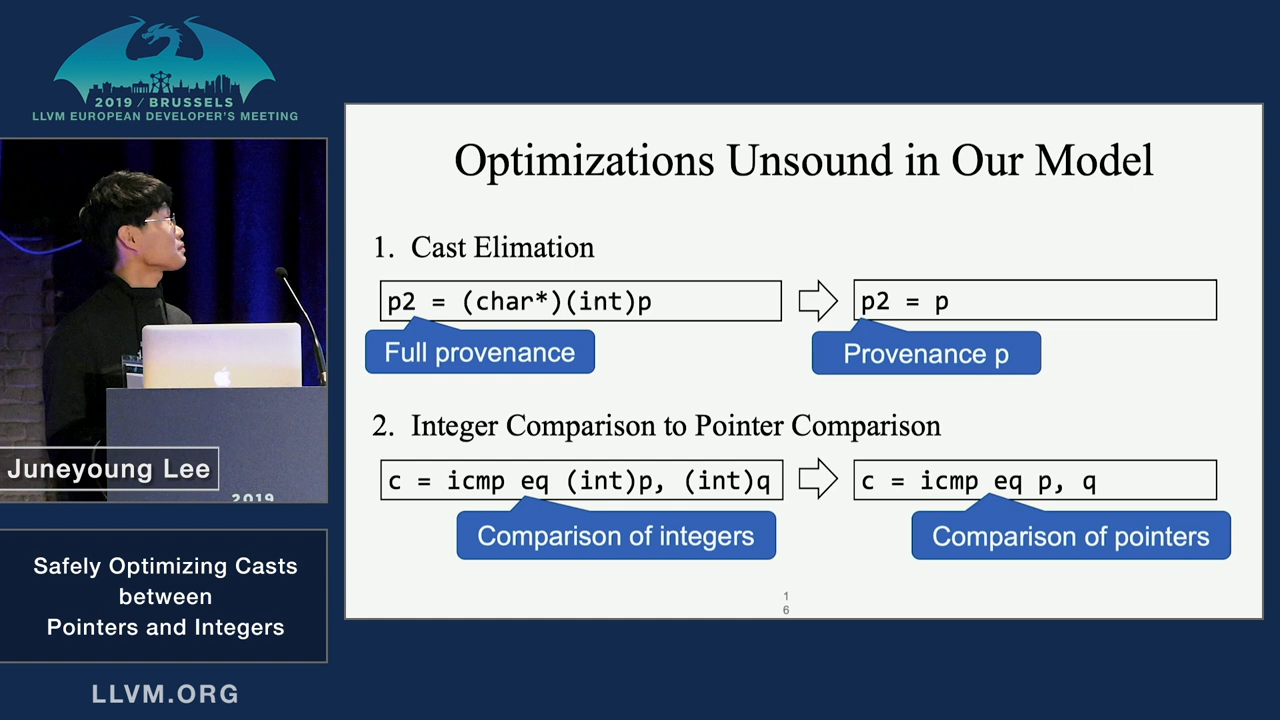 2019 / BRUSSELS
LLVM EUROPEAN DEVELOPER'S MEETING
Juneyoung Lee
2019
Safely Optimizing Casts
between
Pointers and Integers
LLVM.ORG
Optimizations Unsound in Our Model
1. Cast Elimation
p2 = (char*)(int)p
p2 = p
Full provenance
Provenance p
2. Integer Comparison to Pointer Comparison
c = icmp eq (int)p, (int)q
c = icmp eq p, q
Comparison of integers
Comparison of pointers
1
6